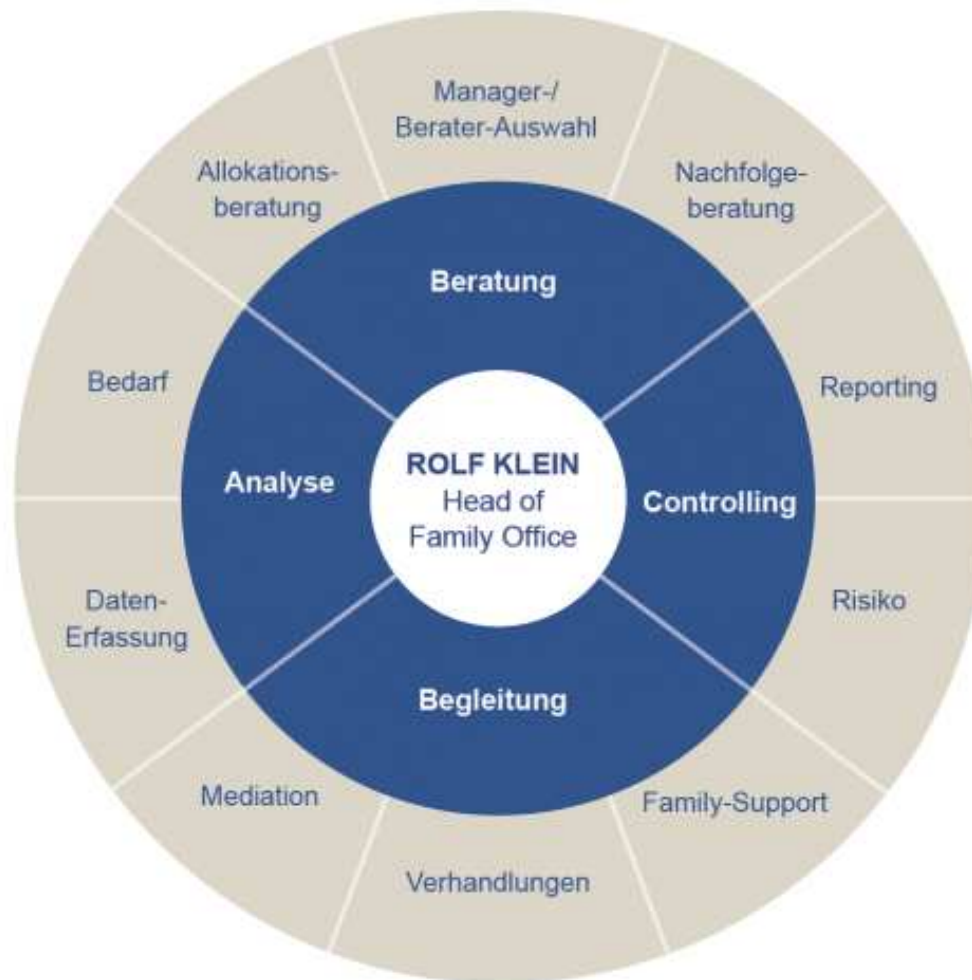 Manager-/
Berater-Auswahl
Allokations-
beratung
Nachfolge-
beratung
Beratung
Bedarf
Reporting
Analyse
ROLF KLEIN
Head of
Family Office
Controlling
Daten-
Erfassung
Risiko
Begleitung
Mediation
Family-Support
Verhandlungen